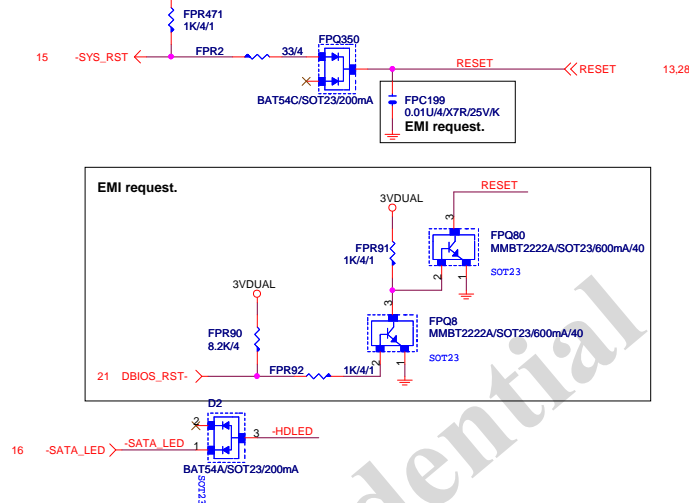 FPR471
1K/4/1
15 -SYS_RST FPR2 33/4 FPQ350 RESET RESET 13,28
BAT54C/SOT23/200mA
FPC199
0.01U/4/X7R/25V/K
EMI request.
EMI request.
RESET
3VDUAL
3
FPQ80
MMBT2222A/SOT23/600mA/40
FPR91
1K/4/1
2 1
SOT23
3VDUAL
3
FPQ8
MMBT2222A/SOT23/600mA/40
FPR90
8.2K/4
SOT23
2 1
21 DBIOS_RST- FPR92 1K/4/1
D2
2
16 -SATA_LED -SATA_LED 1 3 -HDLED
BAT54A/SOT23/200mA
SOT23